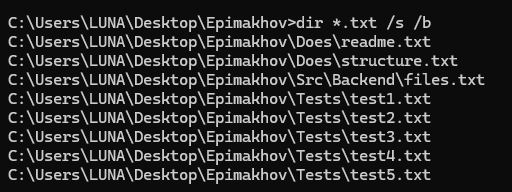 C:\Users\LUNA\Desktop\Epimakhov>dir *.txt /s /b
C:\Users\LUNA\Desktop\Epimakhov\Does\readme.txt
C:\Users\LUNA\Desktop\Epimakhov\Does\structure.txt
C:\Users\LUNA\Desktop\Epimakhov\Src\Backend\files.txt
C:\Users\LUNA\Desktop\Epimakhov\Tests\test1.txt
C:\Users\LUNA\Desktop\Epimakhov\Tests\test2.txt
C:\Users\LUNA\Desktop\Epimakhov\Tests\test3.txt
C:\Users\LUNA\Desktop\Epimakhov\Tests\test4.txt
C:\Users\LUNA\Desktop\Epimakhov\Tests\test5.txt